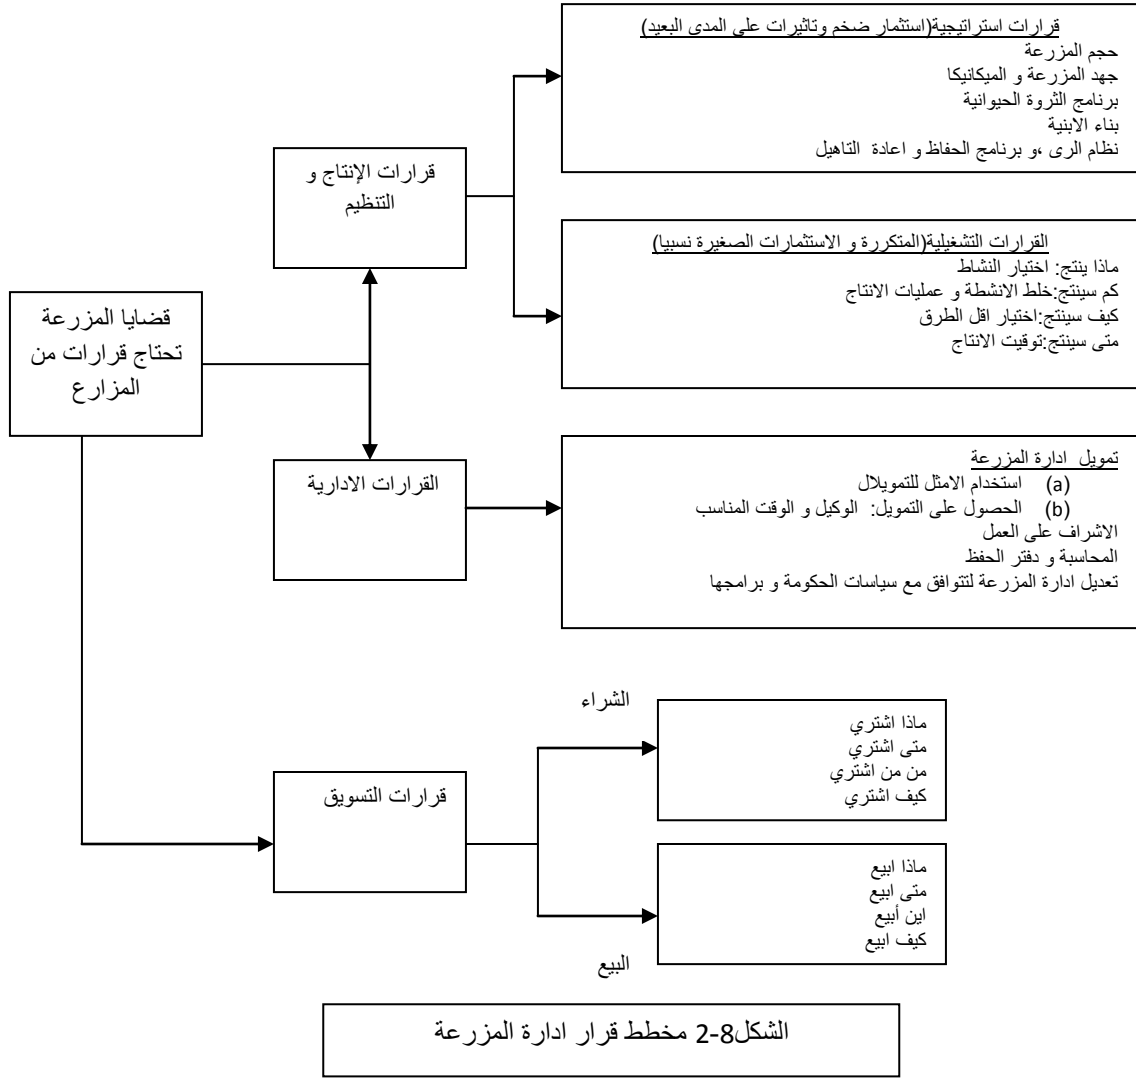 قرارات استراتيجية(استثمار ضخم وتاثيرات على المدى البعيد)
حجم المزرعة
جهد المزرعة و الميكانيكا
برنامج الثروة الحيوانية
بناء الابنية
نظام الرى ،و برنامج الحفاظ و اعادة التاهيل
قرارات الإنتاج و
التنظيم
القرارات التشغيلية(المتكررة و الاستثمارات الصغيرة نسبيا)
ماذا ينتج: اختيار النشاط
كم سينتج:خلط الانشطة و عمليات الانتاج
كيف سينتج:اختيار اقل الطرق
متى سينتج:توقيت الانتاج
قضايا المزرعة
تحتاج قرارات من
المزارع
القرارات الادارية
تمويل ادارة المزرعة
(a) استخدام الامثل للتمويلال
(b) الحصول على التمويل: الوكيل و الوقت المناسب
الاشراف على العمل
المحاسبة و دفتر الحفظ
تعديل ادارة المزرعة لتتوافق مع سياسات الحكومة و برامجها
الشراء
ماذا اشتري
متى اشتري
من من اشتري
كيف اشتري
قرارات التسويق
ماذا ابيع
متى ابيع
اين أبيع
كيف ابيع
البيع
الشكل8-2 مخطط قرار ادارة المزرعة